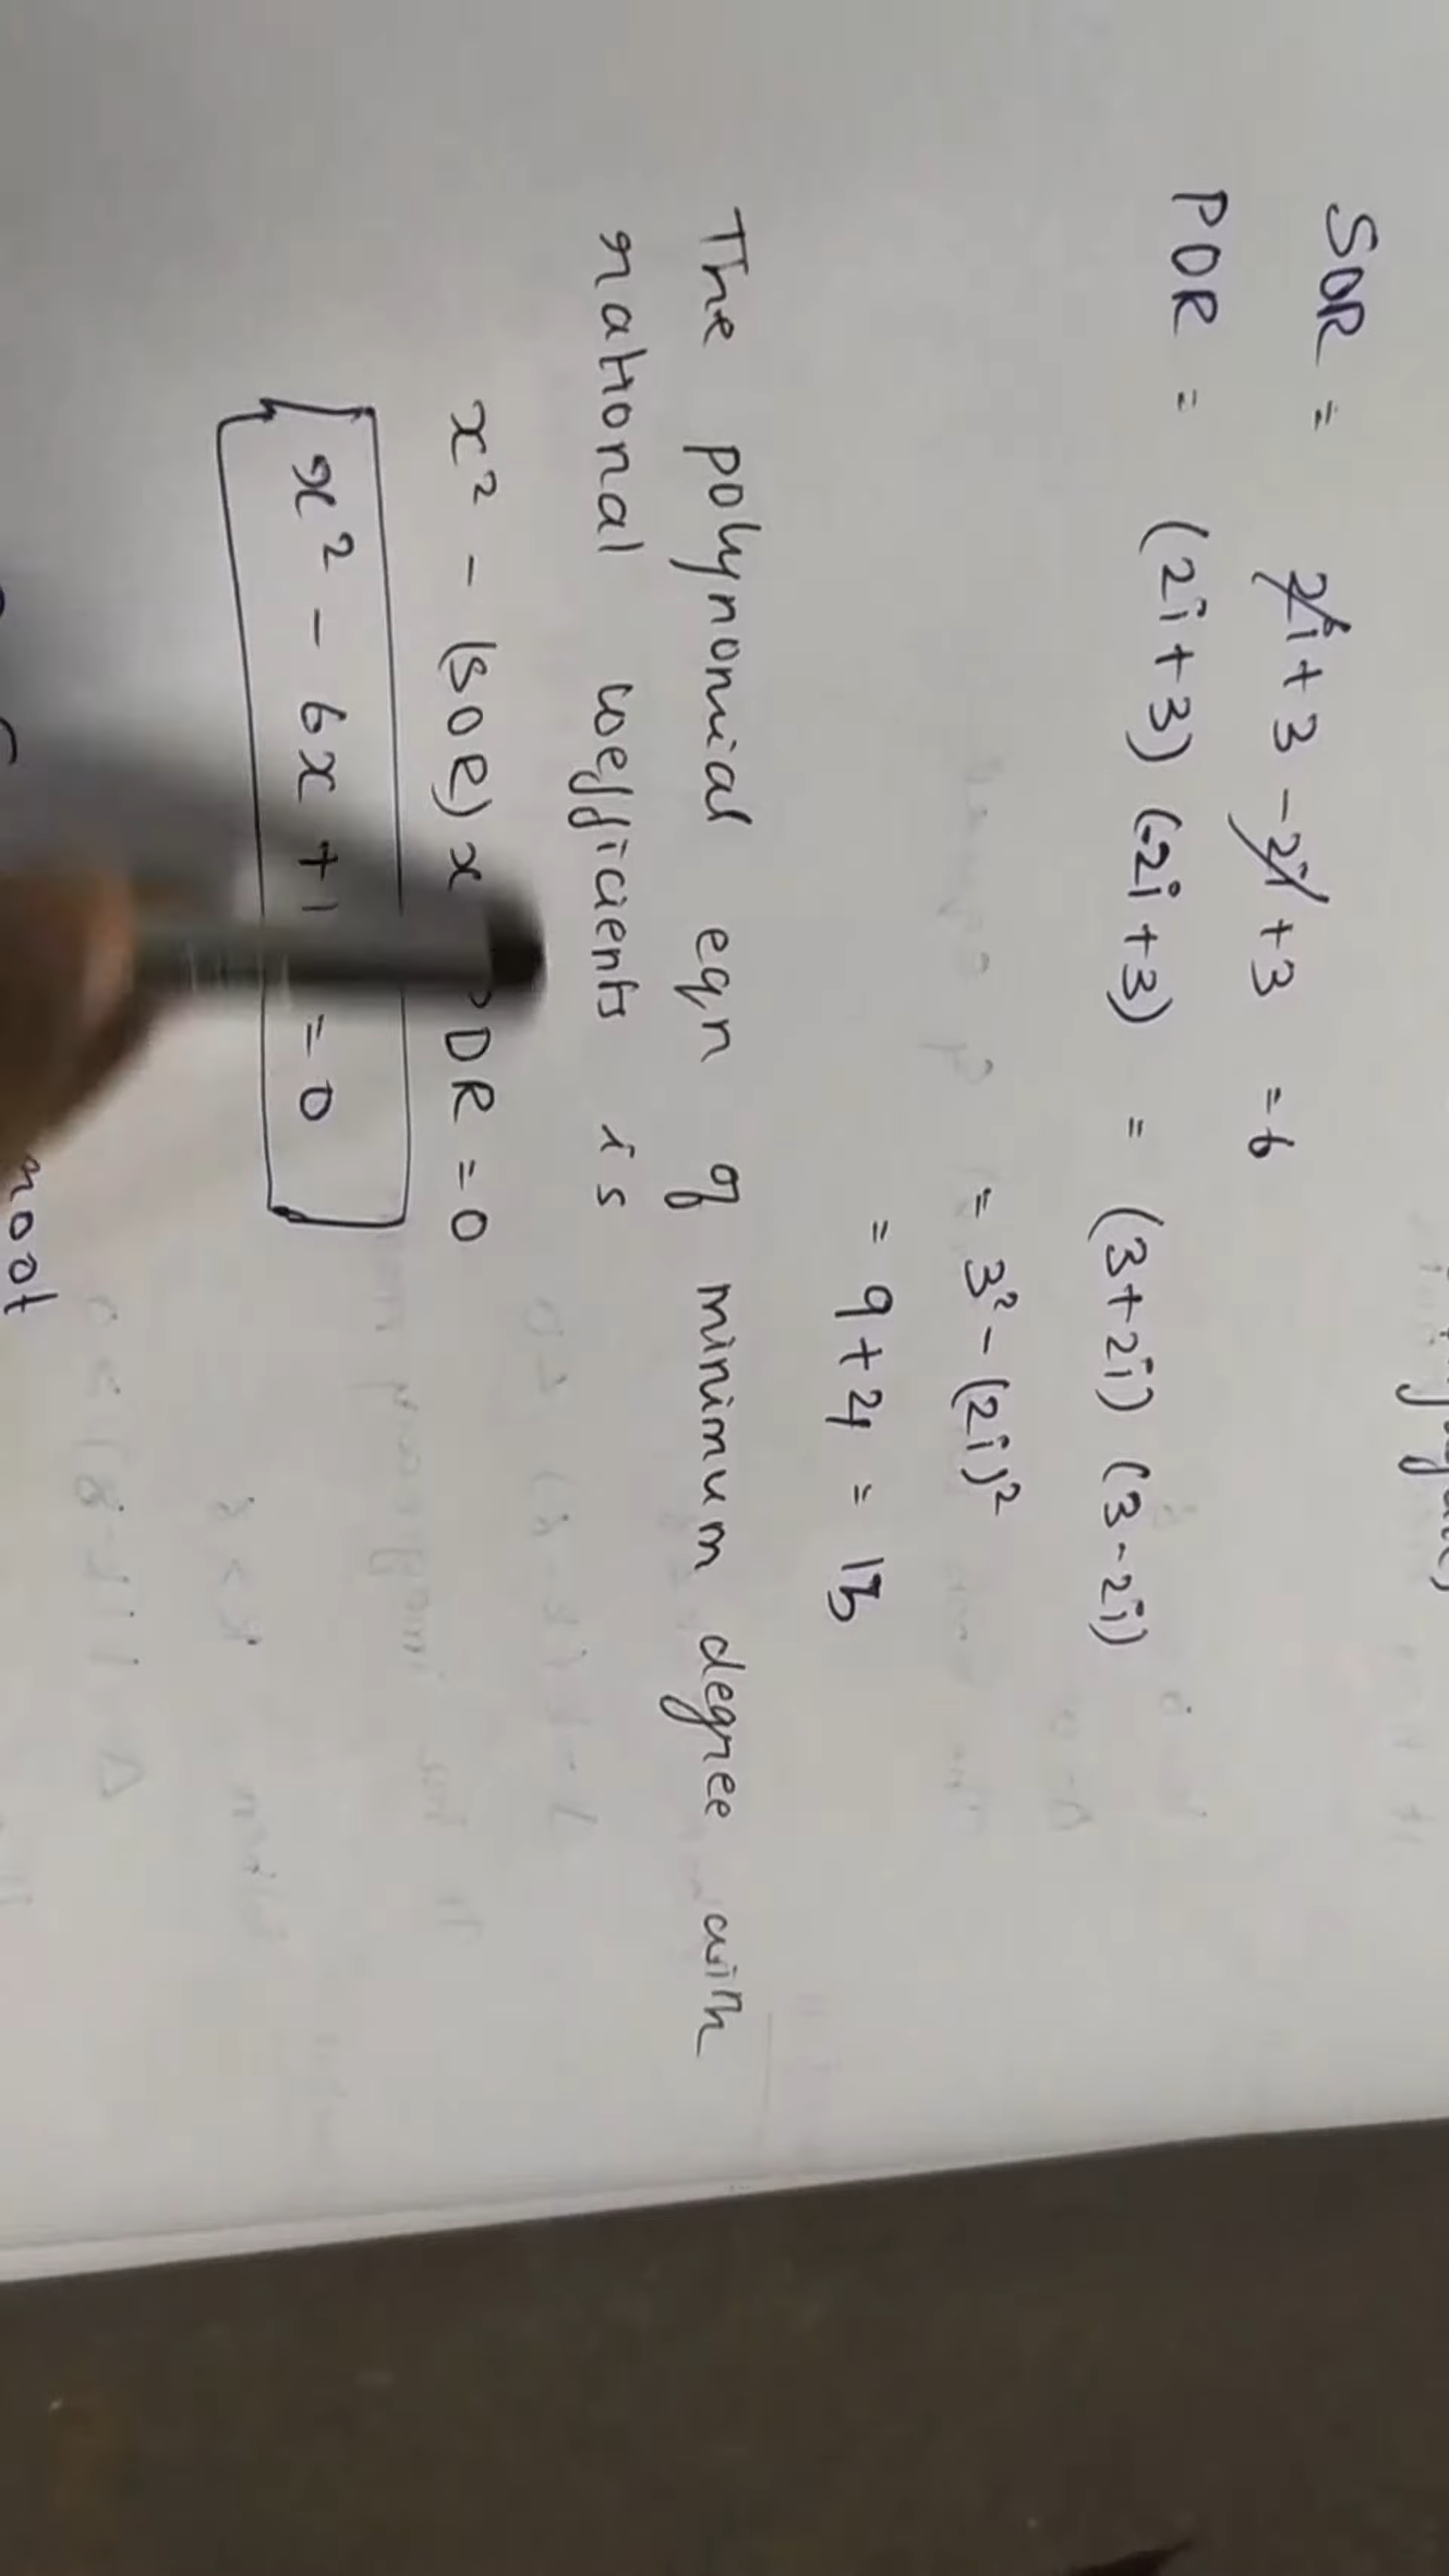 SOR = 2i + 3 - 2i + 3 = 6
POR = (2i + 3) (-2i + 3) = (3 + 2i) (3 - 2i)
= 3² - (2i)²
= 9 + 4 = 13
The polynomial eqn of minimum degree with
rational coefficients is
x² - (SOR) x OR = 0
x² - 6x + 1 = 0
root